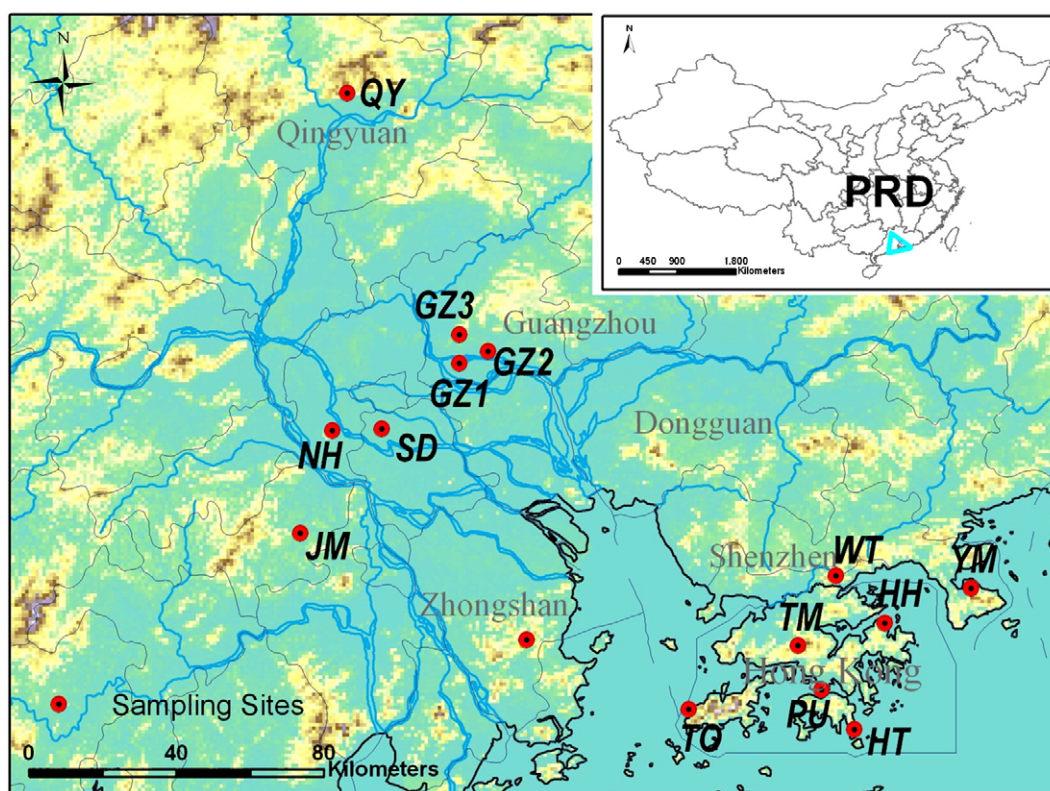 N
QY
Qingyuan
N
PRD
0 450 900 1.800
Kilometers
GZ3
Guangzhou
GZ2
GZ1
Dongguan
NH
SD
JM
Shenzhen
WT
YM
HH
Zhongshan
TM
Hong Kong
PU
TO
HT
Sampling Sites
0 40 80
Kilometers